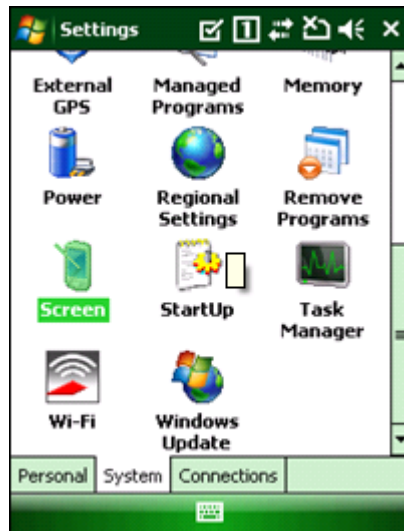 Settings
External Managed Memory
GPS Programs
Power Regional Remove
Settings Programs
Screen StartUp Task
Manager
Wi-Fi Windows
Update
Personal System Connections